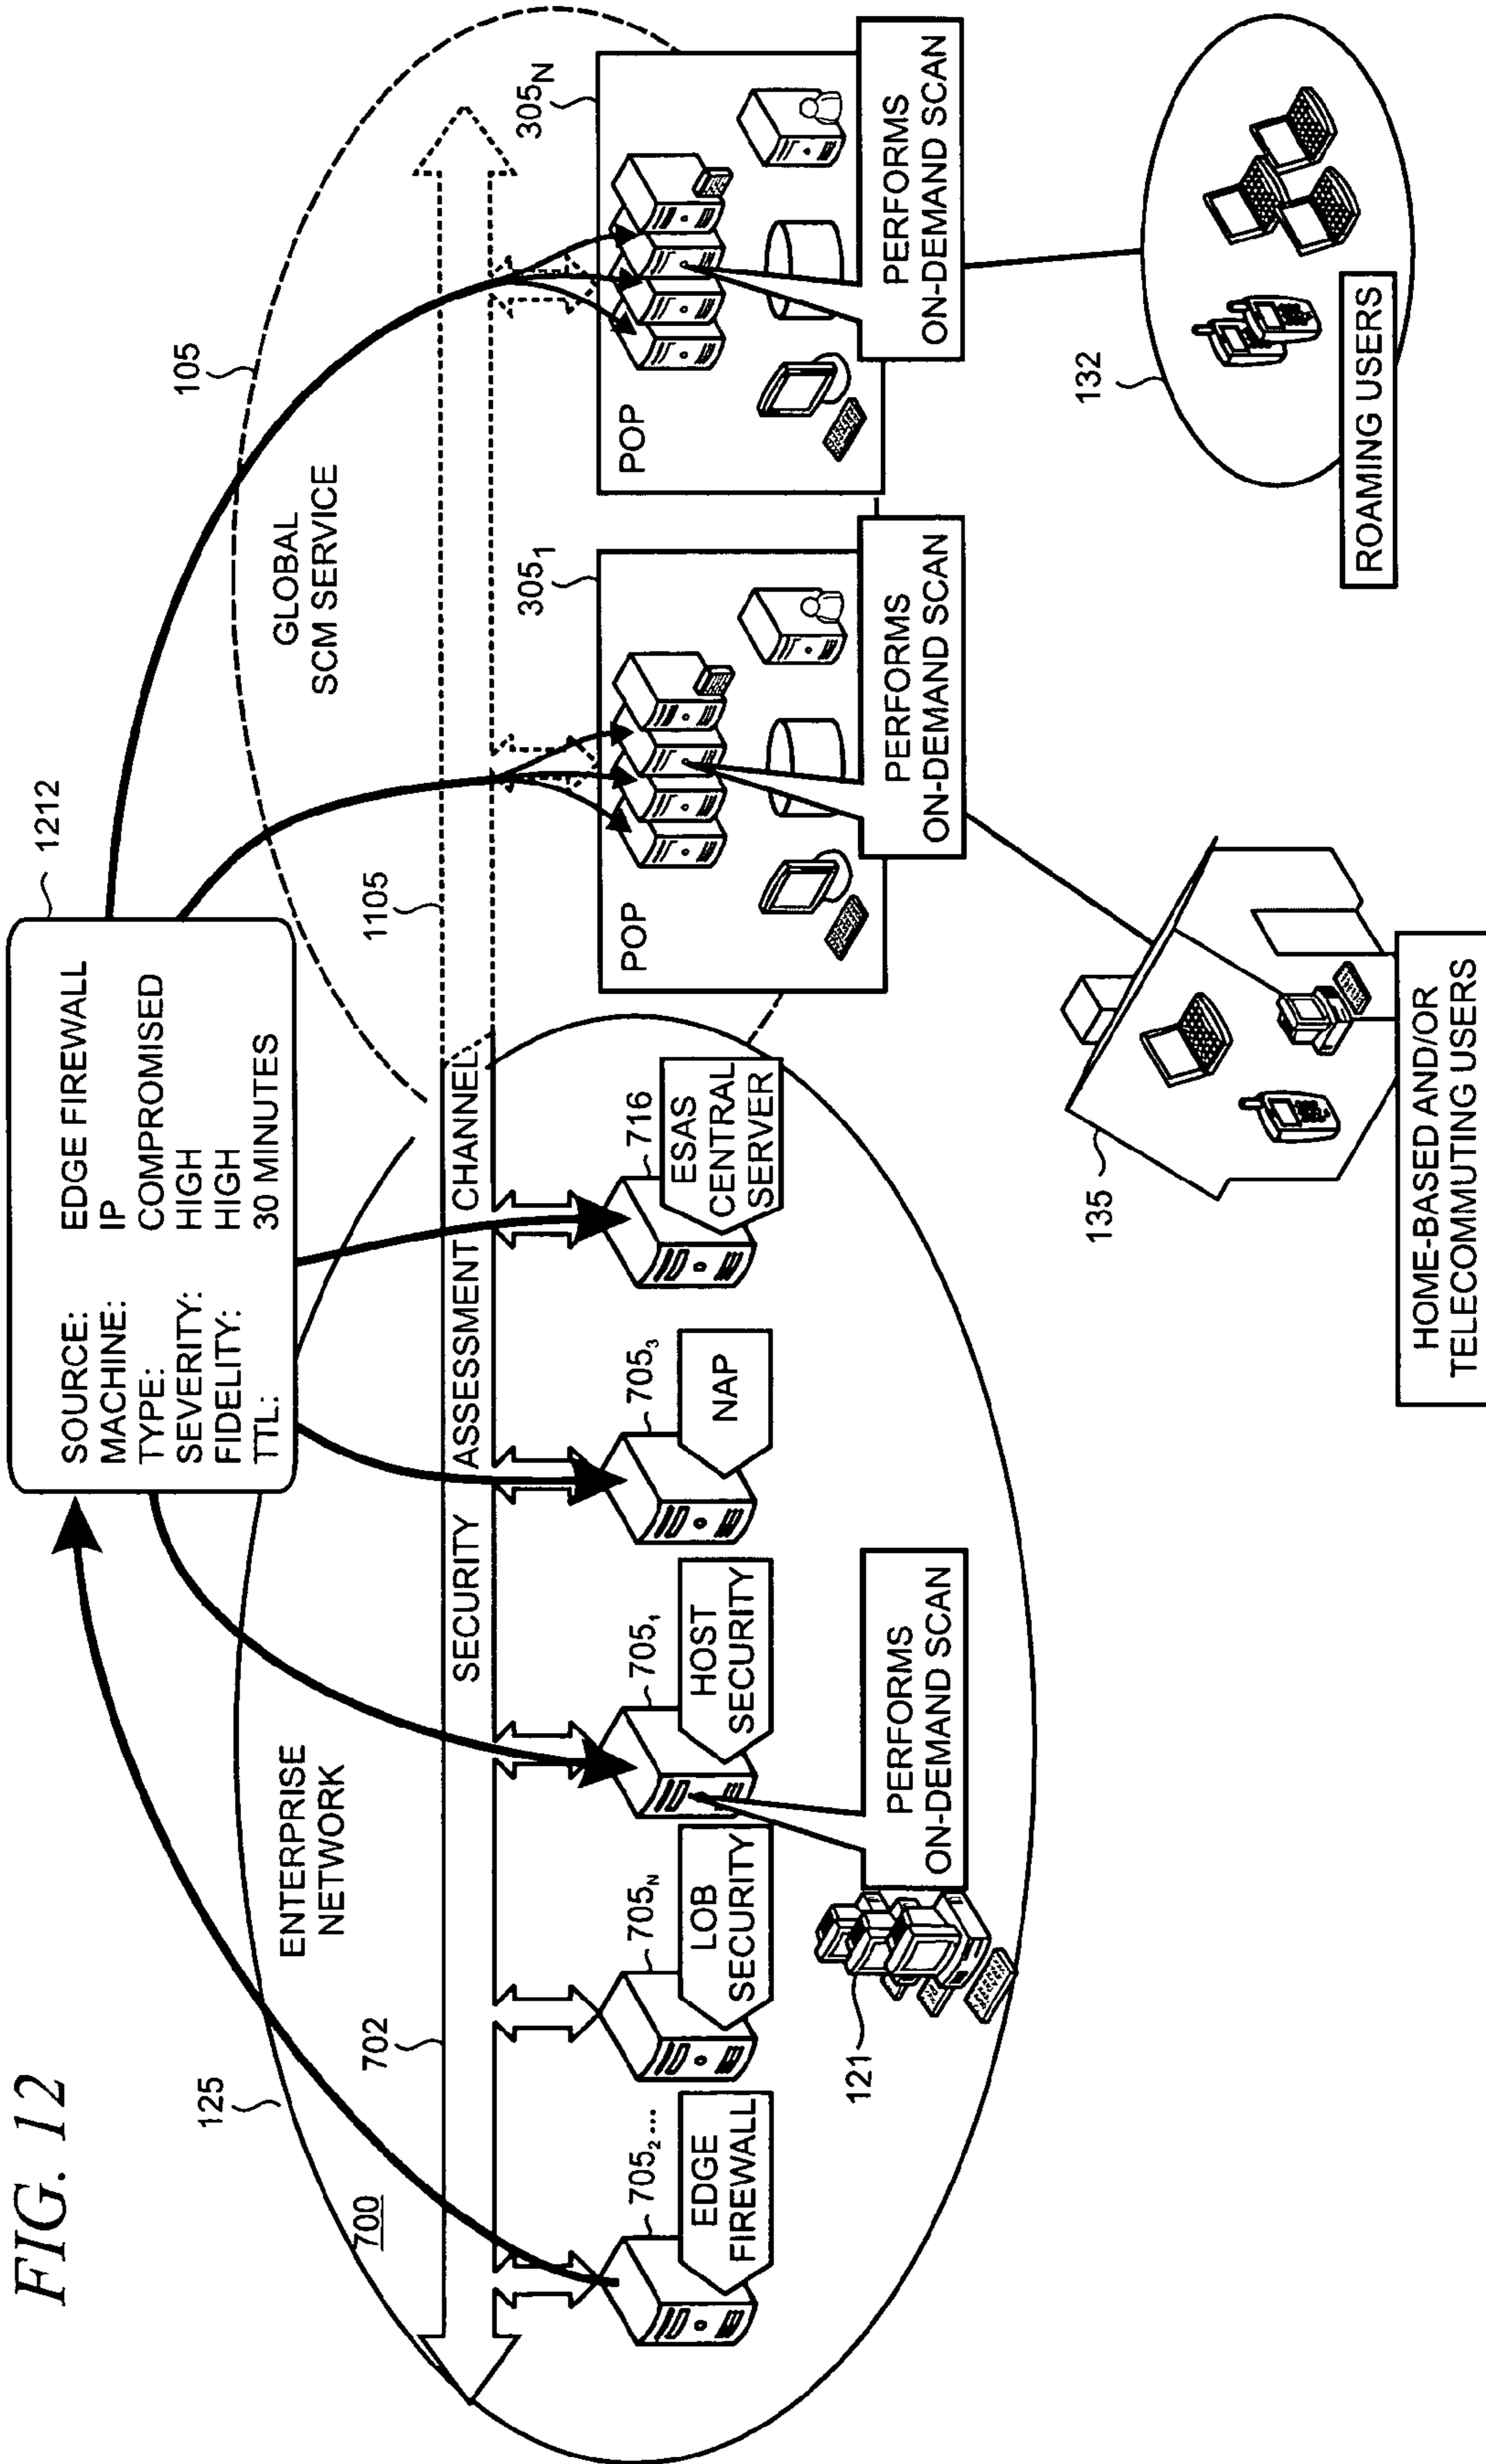 FIG. 12
1212
SOURCE: EDGE FIREWALL
MACHINE: IP
TYPE: COMPROMISED
SEVERITY: HIGH
FIDELITY: HIGH
TTL: 30 MINUTES
125
105
700
ENTERPRISE
NETWORK
GLOBAL
SCM SERVICE
702
1105
SECURITY ASSESSMENT CHANNEL
705₂ ...
EDGE
FIREWALL
705N
LOB
SECURITY
705₁
HOST
SECURITY
705₃
NAP
716
ESAS
CENTRAL
SERVER
305₁
POP
305N
POP
121
PERFORMS
ON-DEMAND SCAN
PERFORMS
ON-DEMAND SCAN
PERFORMS
ON-DEMAND SCAN
135
HOME-BASED AND/OR
TELECOMMUTING USERS
132
ROAMING USERS